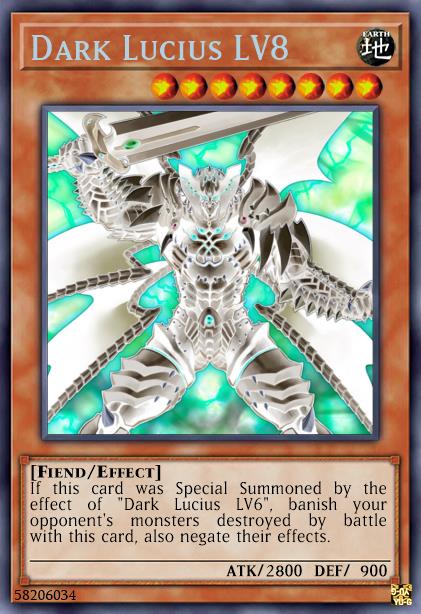 DARK LUCIUS LV8
EARTH
地
[FIEND/EFFECT]
If this card was Special Summoned by the
effect of "Dark Lucius LV6", banish your
opponent's monsters destroyed by battle
with this card, also negate their effects.
ATK/2800 DEF/ 900
58206034